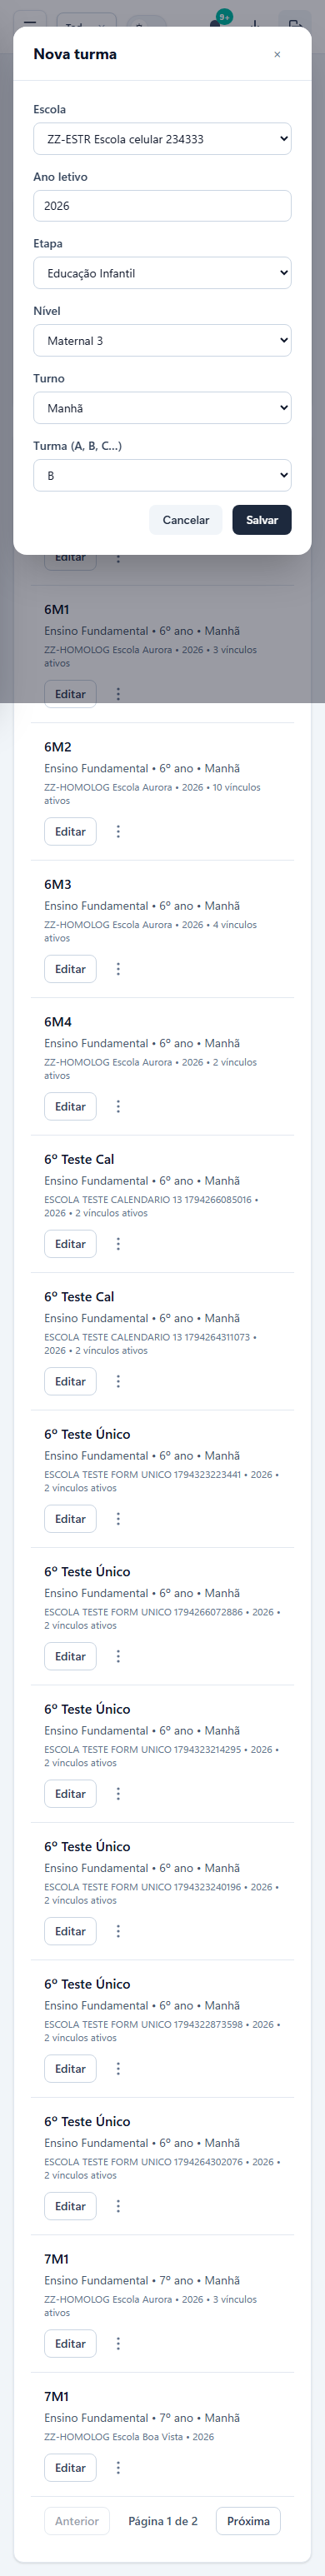 9+
Nova turma
×
Escola
ZZ-ESTR Escola celular 234333
Ano letivo
2026
Etapa
Educação Infantil
Nível
Maternal 3
Turno
Manhã
Turma (A, B, C...)
B
Cancelar
Salvar
Editar
6M1
Ensino Fundamental • 6º ano • Manhã
ZZ-HOMOLOG Escola Aurora • 2026 • 3 vínculos
ativos
Editar
6M2
Ensino Fundamental • 6º ano • Manhã
ZZ-HOMOLOG Escola Aurora • 2026 • 10 vínculos
ativos
Editar
6M3
Ensino Fundamental • 6º ano • Manhã
ZZ-HOMOLOG Escola Aurora • 2026 • 4 vínculos
ativos
Editar
6M4
Ensino Fundamental • 6º ano • Manhã
ZZ-HOMOLOG Escola Aurora • 2026 • 2 vínculos
ativos
Editar
6º Teste Cal
Ensino Fundamental • 6º ano • Manhã
ESCOLA TESTE CALENDARIO 13 1794266085016 •
2026 • 2 vínculos ativos
Editar
6º Teste Cal
Ensino Fundamental • 6º ano • Manhã
ESCOLA TESTE CALENDARIO 13 1794264311073 •
2026 • 2 vínculos ativos
Editar
6º Teste Único
Ensino Fundamental • 6º ano • Manhã
ESCOLA TESTE FORM UNICO 1794323223441 • 2026 •
2 vínculos ativos
Editar
6º Teste Único
Ensino Fundamental • 6º ano • Manhã
ESCOLA TESTE FORM UNICO 1794266072886 • 2026 •
2 vínculos ativos
Editar
6º Teste Único
Ensino Fundamental • 6º ano • Manhã
ESCOLA TESTE FORM UNICO 1794323214295 • 2026 •
2 vínculos ativos
Editar
6º Teste Único
Ensino Fundamental • 6º ano • Manhã
ESCOLA TESTE FORM UNICO 1794323240196 • 2026 •
2 vínculos ativos
Editar
6º Teste Único
Ensino Fundamental • 6º ano • Manhã
ESCOLA TESTE FORM UNICO 1794322873598 • 2026 •
2 vínculos ativos
Editar
6º Teste Único
Ensino Fundamental • 6º ano • Manhã
ESCOLA TESTE FORM UNICO 1794264302076 • 2026 •
2 vínculos ativos
Editar
7M1
Ensino Fundamental • 7º ano • Manhã
ZZ-HOMOLOG Escola Aurora • 2026 • 3 vínculos
ativos
Editar
7M1
Ensino Fundamental • 7º ano • Manhã
ZZ-HOMOLOG Escola Boa Vista • 2026
Editar
Anterior
Página 1 de 2
Próxima